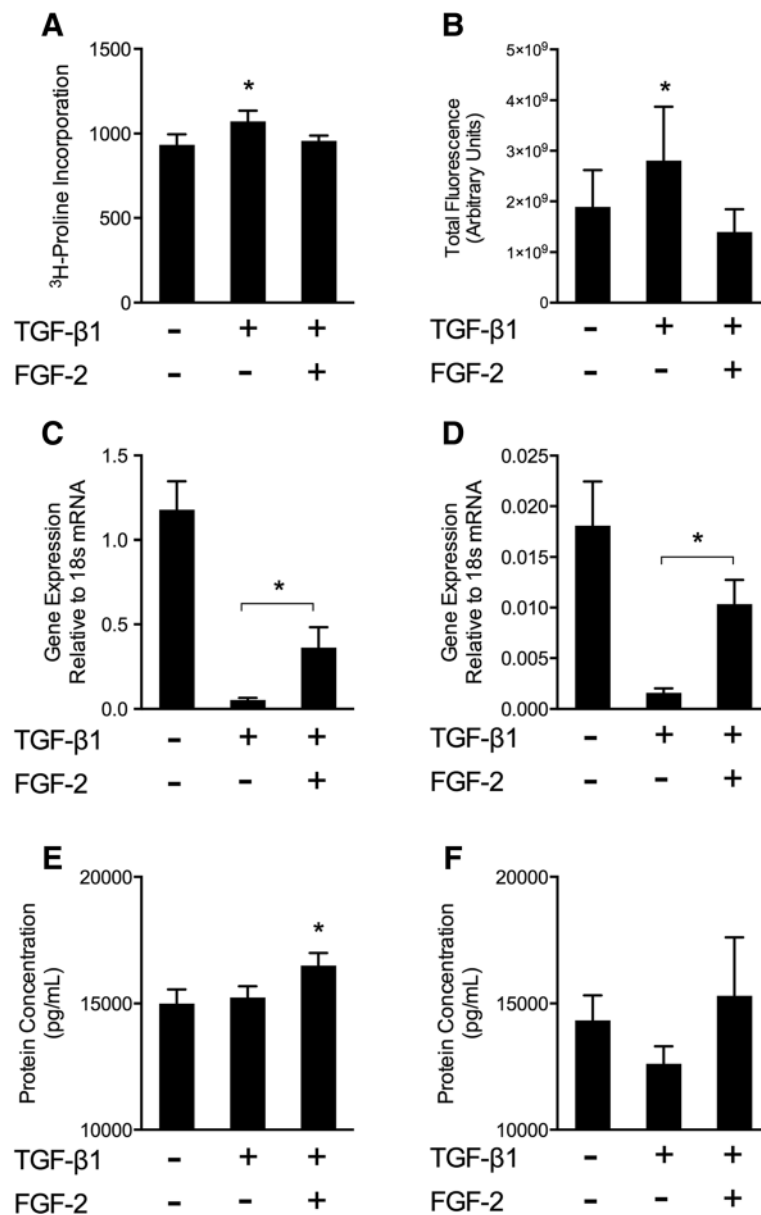 A
³H-Proline Incorporation
1500
1000
500
0
*
TGF-β1 - + +
FGF-2 - - +
B
Total Fluorescence
(Arbitrary Units)
5×10⁹
4×10⁹
3×10⁹
2×10⁹
1×10⁹
0
*
TGF-β1 - + +
FGF-2 - - +
C
Gene Expression
Relative to 18s mRNA
1.5
1.0
0.5
0.0
*
TGF-β1 - + +
FGF-2 - - +
D
Gene Expression
Relative to 18s mRNA
0.025
0.020
0.015
0.010
0.005
0.000
*
TGF-β1 - + +
FGF-2 - - +
E
Protein Concentration
(pg/mL)
20000
15000
10000
*
TGF-β1 - + +
FGF-2 - - +
F
Protein Concentration
(pg/mL)
20000
15000
10000
TGF-β1 - + +
FGF-2 - - +